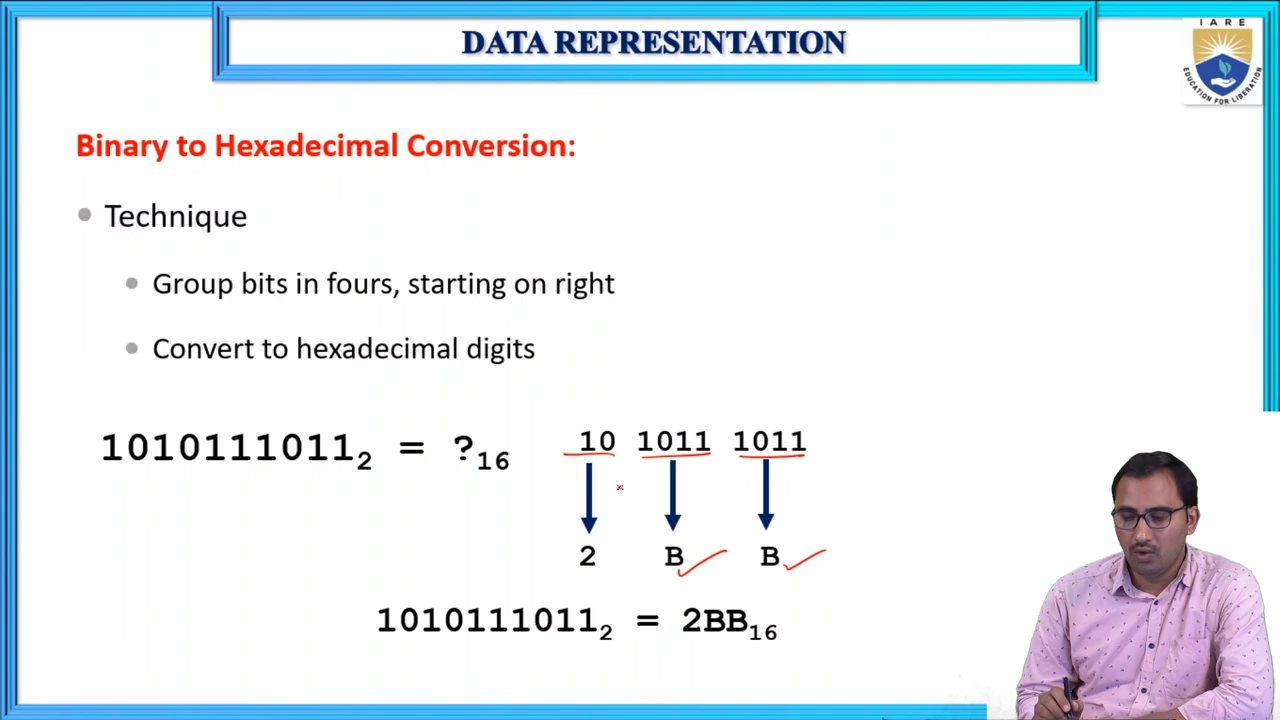 DATA REPRESENTATION
IARE
EDUCATION FOR LIBERATION
Binary to Hexadecimal Conversion:
• Technique
• Group bits in fours, starting on right
• Convert to hexadecimal digits
1010111011₂ = ?₁₆
10 1011 1011
2 B B
1010111011₂ = 2BB₁₆